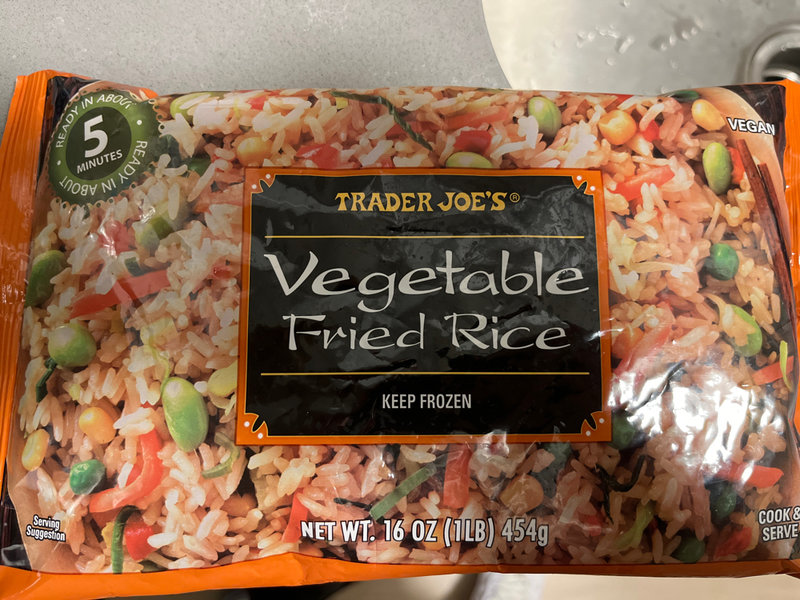 READY IN ABOUT
5
MINUTES
READY IN ABOUT
VEGAN
TRADER JOE'S®
Vegetable
Fried Rice
KEEP FROZEN
Serving
Suggestion
NET WT. 16 OZ (1LB) 454g
COOK &
SERVE